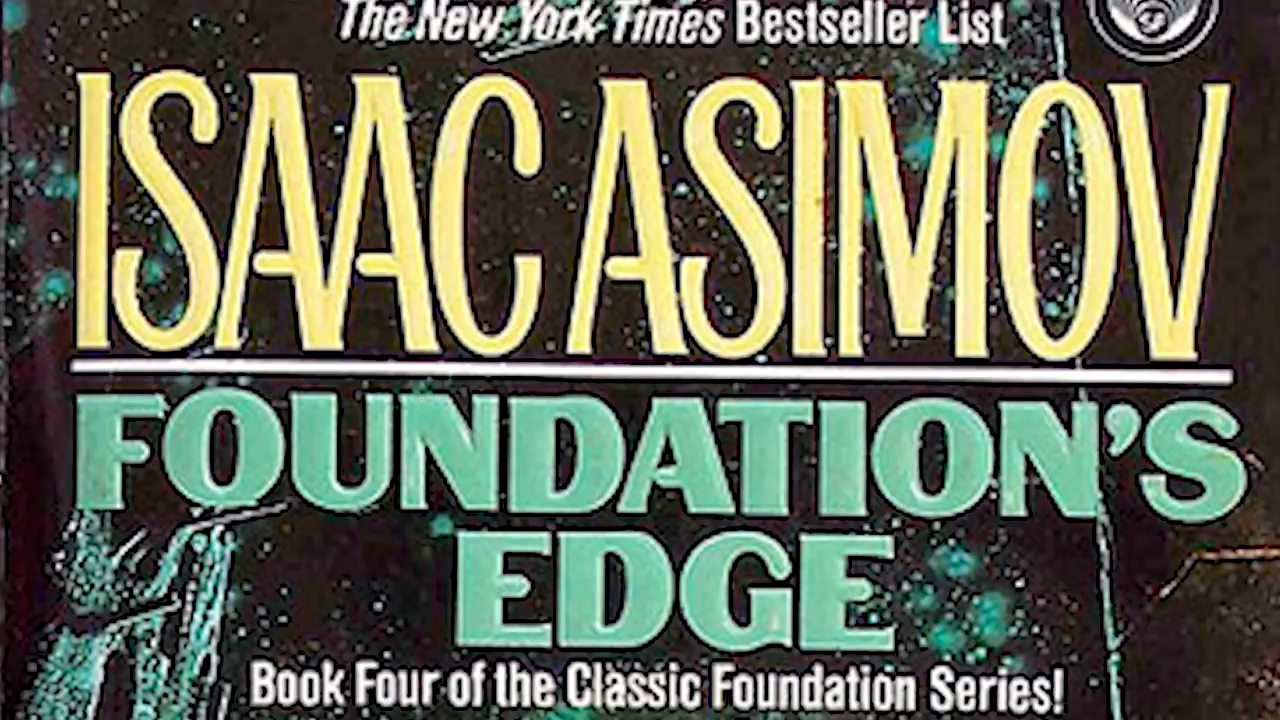 The New York Times Bestseller List
ISAAC ASIMOV
FOUNDATION'S
EDGE
Book Four of the Classic Foundation Series!